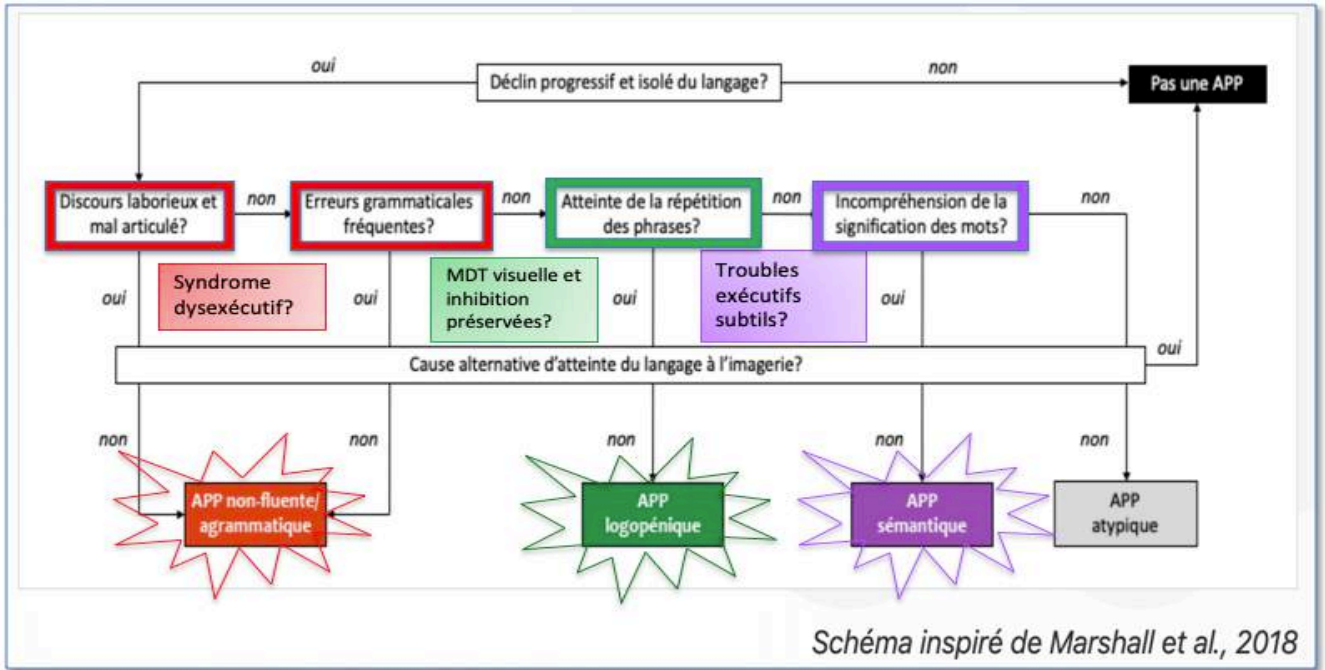 oui
Déclin progressif et isolé du langage?
non
Pas une APP
Discours laborieux et
mal articulé?
non
Erreurs grammaticales
fréquentes?
non
Atteinte de la répétition
des phrases?
non
Incompréhension de la
signification des mots?
non
oui
Syndrome
dysexécutif?
oui
MDT visuelle et
inhibition
préservées?
oui
Troubles
exécutifs
subtils?
oui
Cause alternative d'atteinte du langage à l'imagerie?
oui
non
non
non
non
non
APP non-fluente/
agrammatique
APP
logopénique
APP
sémantique
APP
atypique
Schéma inspiré de Marshall et al., 2018